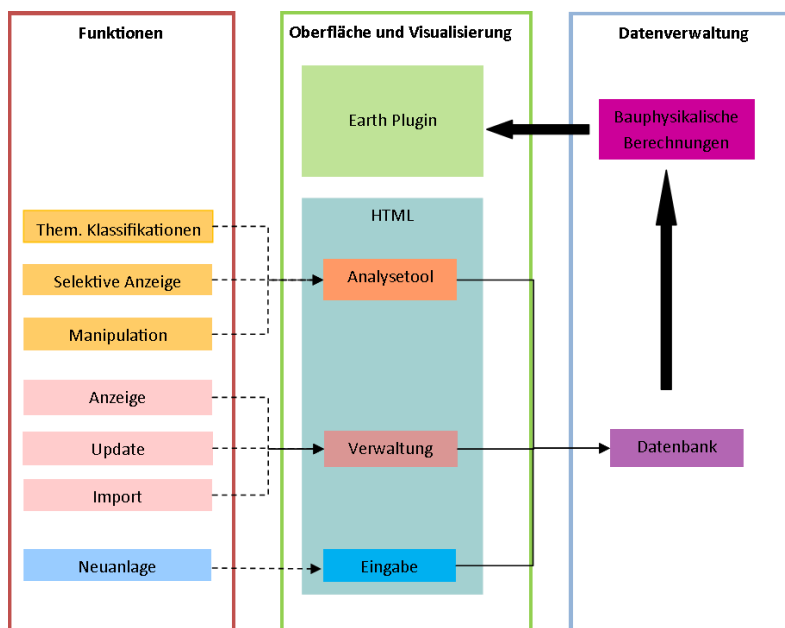 Funktionen
Oberfläche und Visualisierung
Datenverwaltung
Earth Plugin
Bauphysikalische
Berechnungen
HTML
Them. Klassifikationen
Selektive Anzeige
Analysetool
Manipulation
Anzeige
Update
Verwaltung
Datenbank
Import
Neuanlage
Eingabe